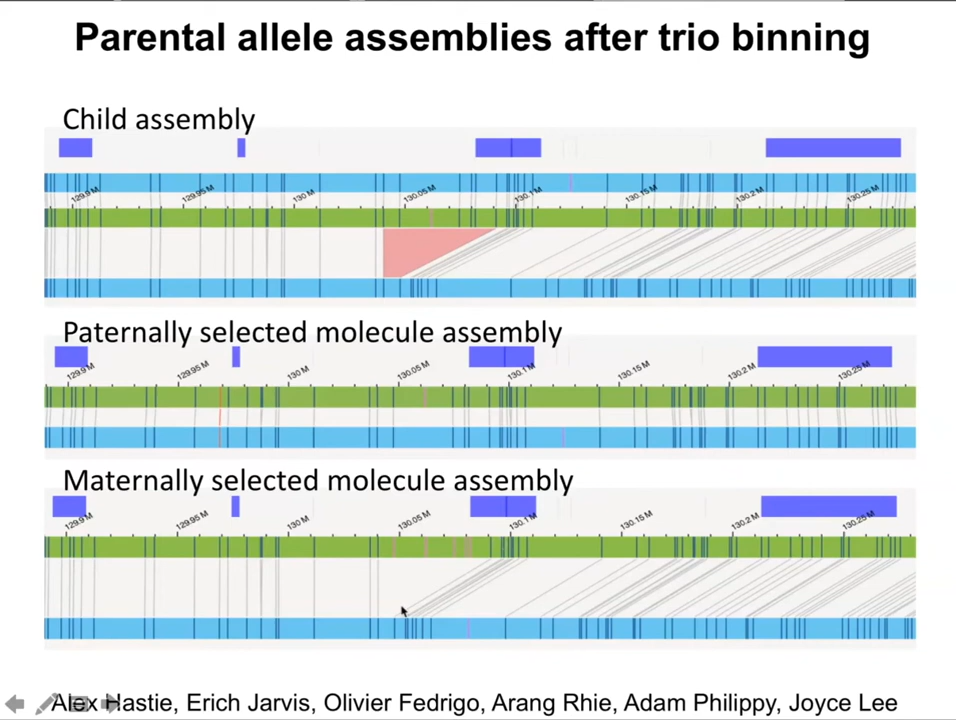 Parental allele assemblies after trio binning
Child assembly
129.9 M 129.95 M 130 M 130.05 M 130.1 M 130.15 M 130.2 M 130.25 M
Paternally selected molecule assembly
129.9 M 129.95 M 130 M 130.05 M 130.1 M 130.15 M 130.2 M 130.25 M
Maternally selected molecule assembly
129.9 M 129.95 M 130 M 130.05 M 130.1 M 130.15 M 130.2 M 130.25 M
Alex Hastie, Erich Jarvis, Olivier Fedrigo, Arang Rhie, Adam Philippy, Joyce Lee